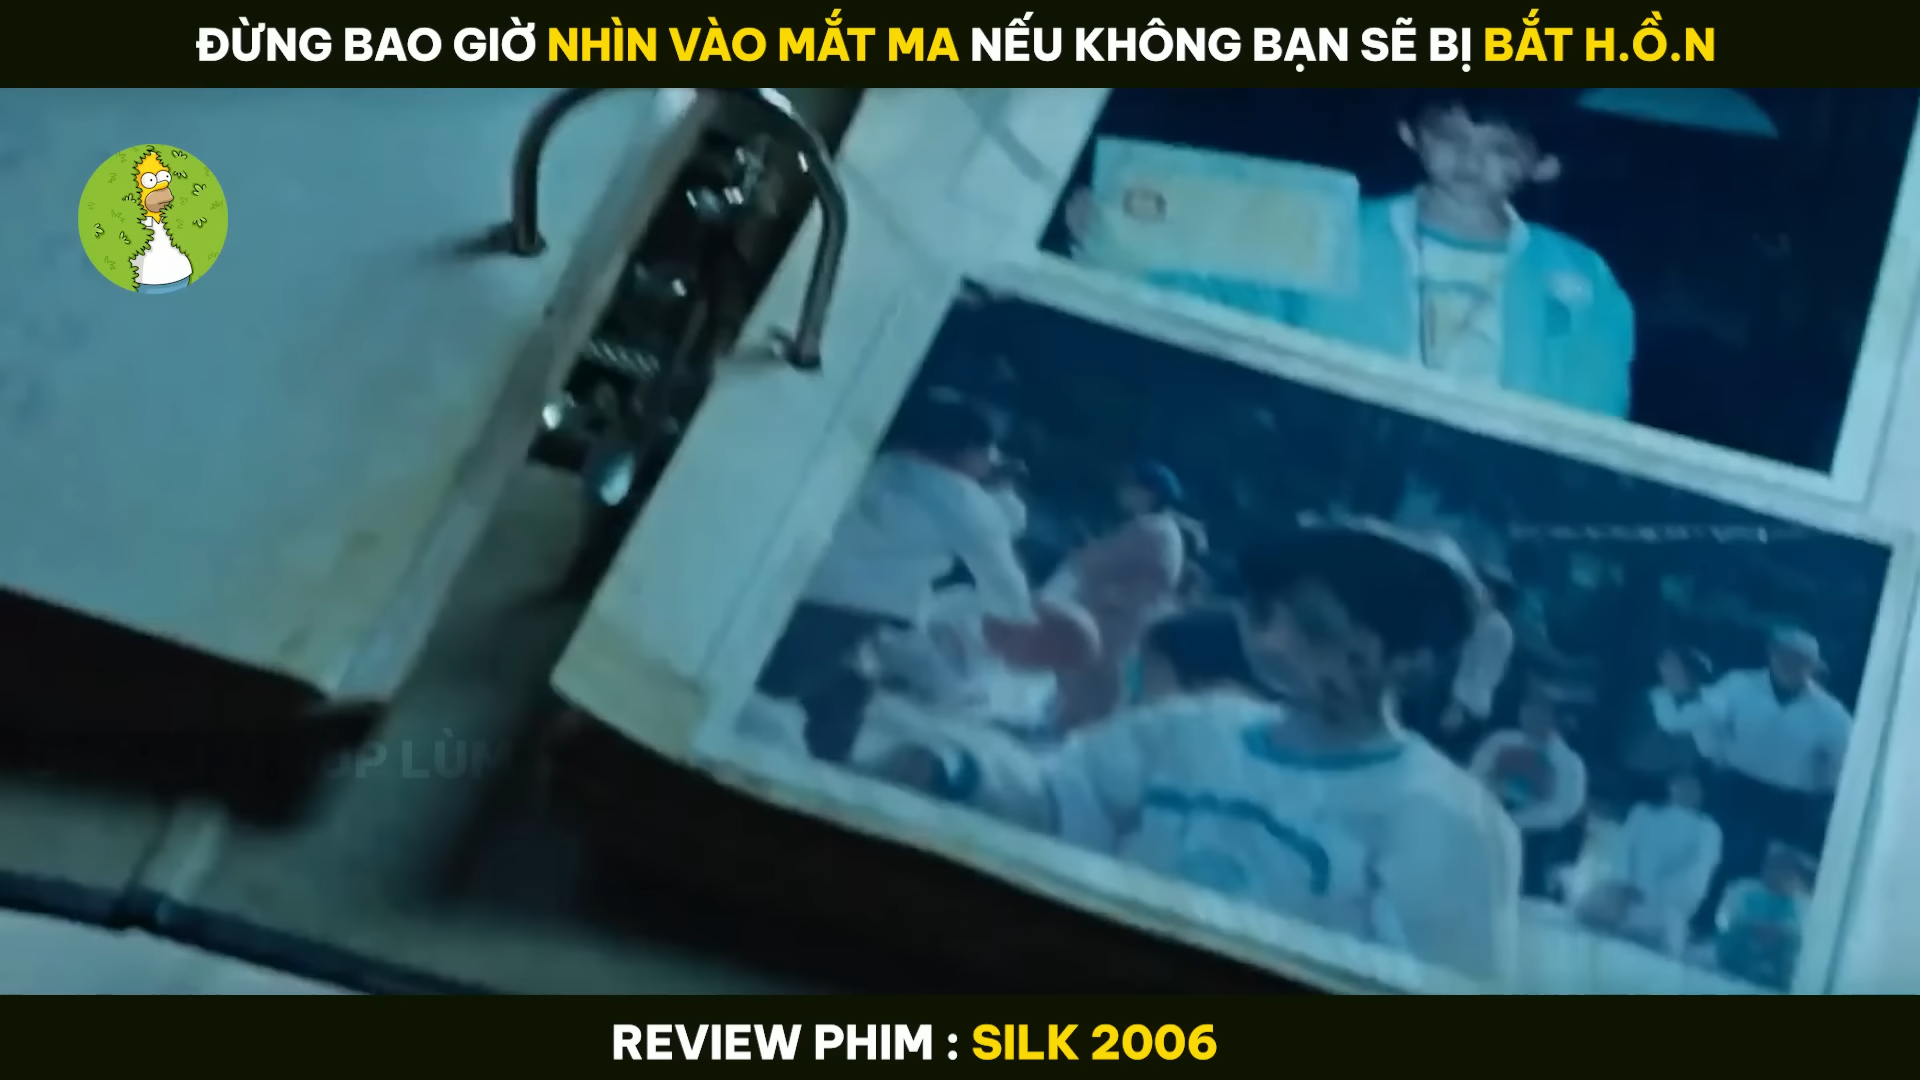 ĐỪNG BAO GIỜ NHÌN VÀO MẮT MA NẾU KHÔNG BẠN SẼ BỊ BẮT H.Ồ.N
REVIEW PHIM : SILK 2006